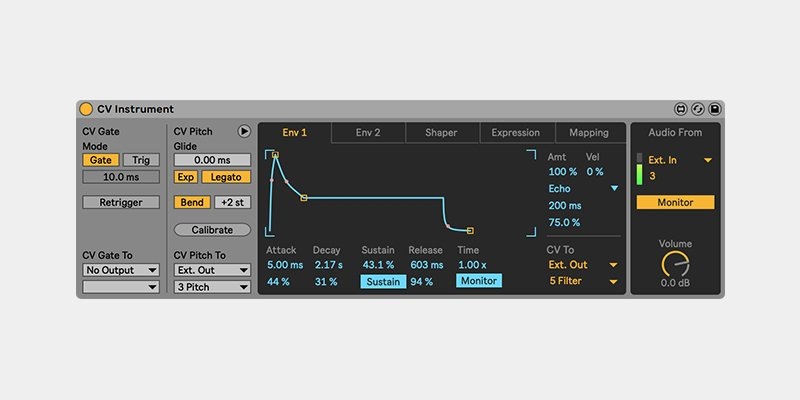 CV Instrument
CV Gate
Mode
Gate Trig
10.0 ms
Retrigger
CV Gate To
No Output
CV Pitch
Glide
0.00 ms
Exp Legato
Bend +2 st
Calibrate
CV Pitch To
Ext. Out
3 Pitch
Env 1 Env 2 Shaper Expression Mapping
Amt Vel
100 % 0 %
Echo
200 ms
75.0 %
Attack Decay Sustain Release Time
5.00 ms 2.17 s 43.1 % 603 ms 1.00 x
44 % 31 % Sustain 94 % Monitor
CV To
Ext. Out
5 Filter
Audio From
Ext. In
3
Monitor
Volume
0.0 dB